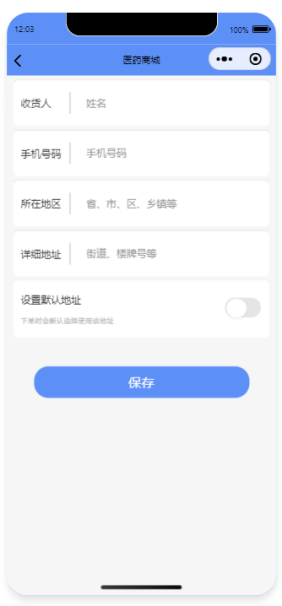 12:03
100%
医药商城
收货人 姓名
手机号码 手机号码
所在地区 省、市、区、乡镇等
详细地址 街道、楼牌号等
设置默认地址
下单时会默认选择使用该地址
保存